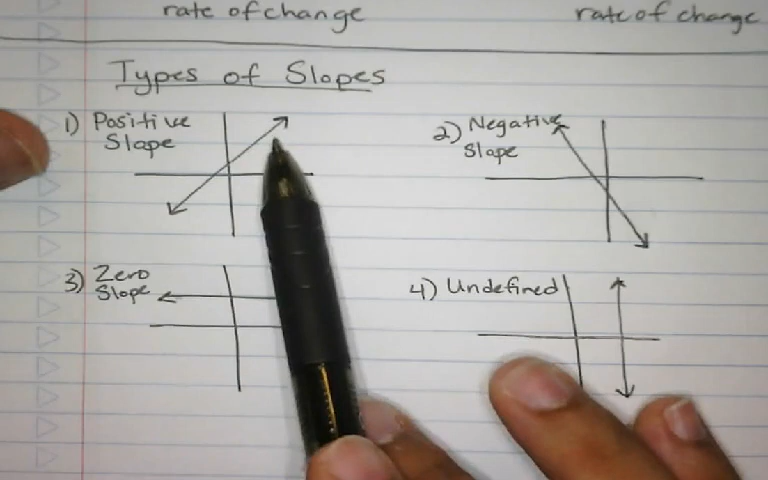 rate of change
rate of change
Types of Slopes
1) Positive
Slope
2) Negative
Slope
3) Zero
Slope
4) Undefined